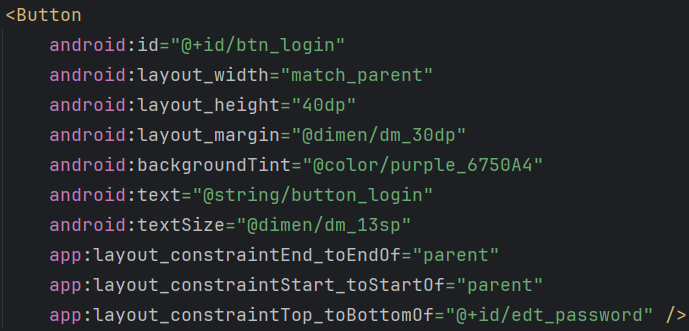 <Button
android:id="@+id/btn_login"
android:layout_width="match_parent"
android:layout_height="40dp"
android:layout_margin="@dimen/dm_30dp"
android:backgroundTint="@color/purple_6750A4"
android:text="@string/button_login"
android:textSize="@dimen/dm_13sp"
app:layout_constraintEnd_toEndOf="parent"
app:layout_constraintStart_toStartOf="parent"
app:layout_constraintTop_toBottomOf="@+id/edt_password" />